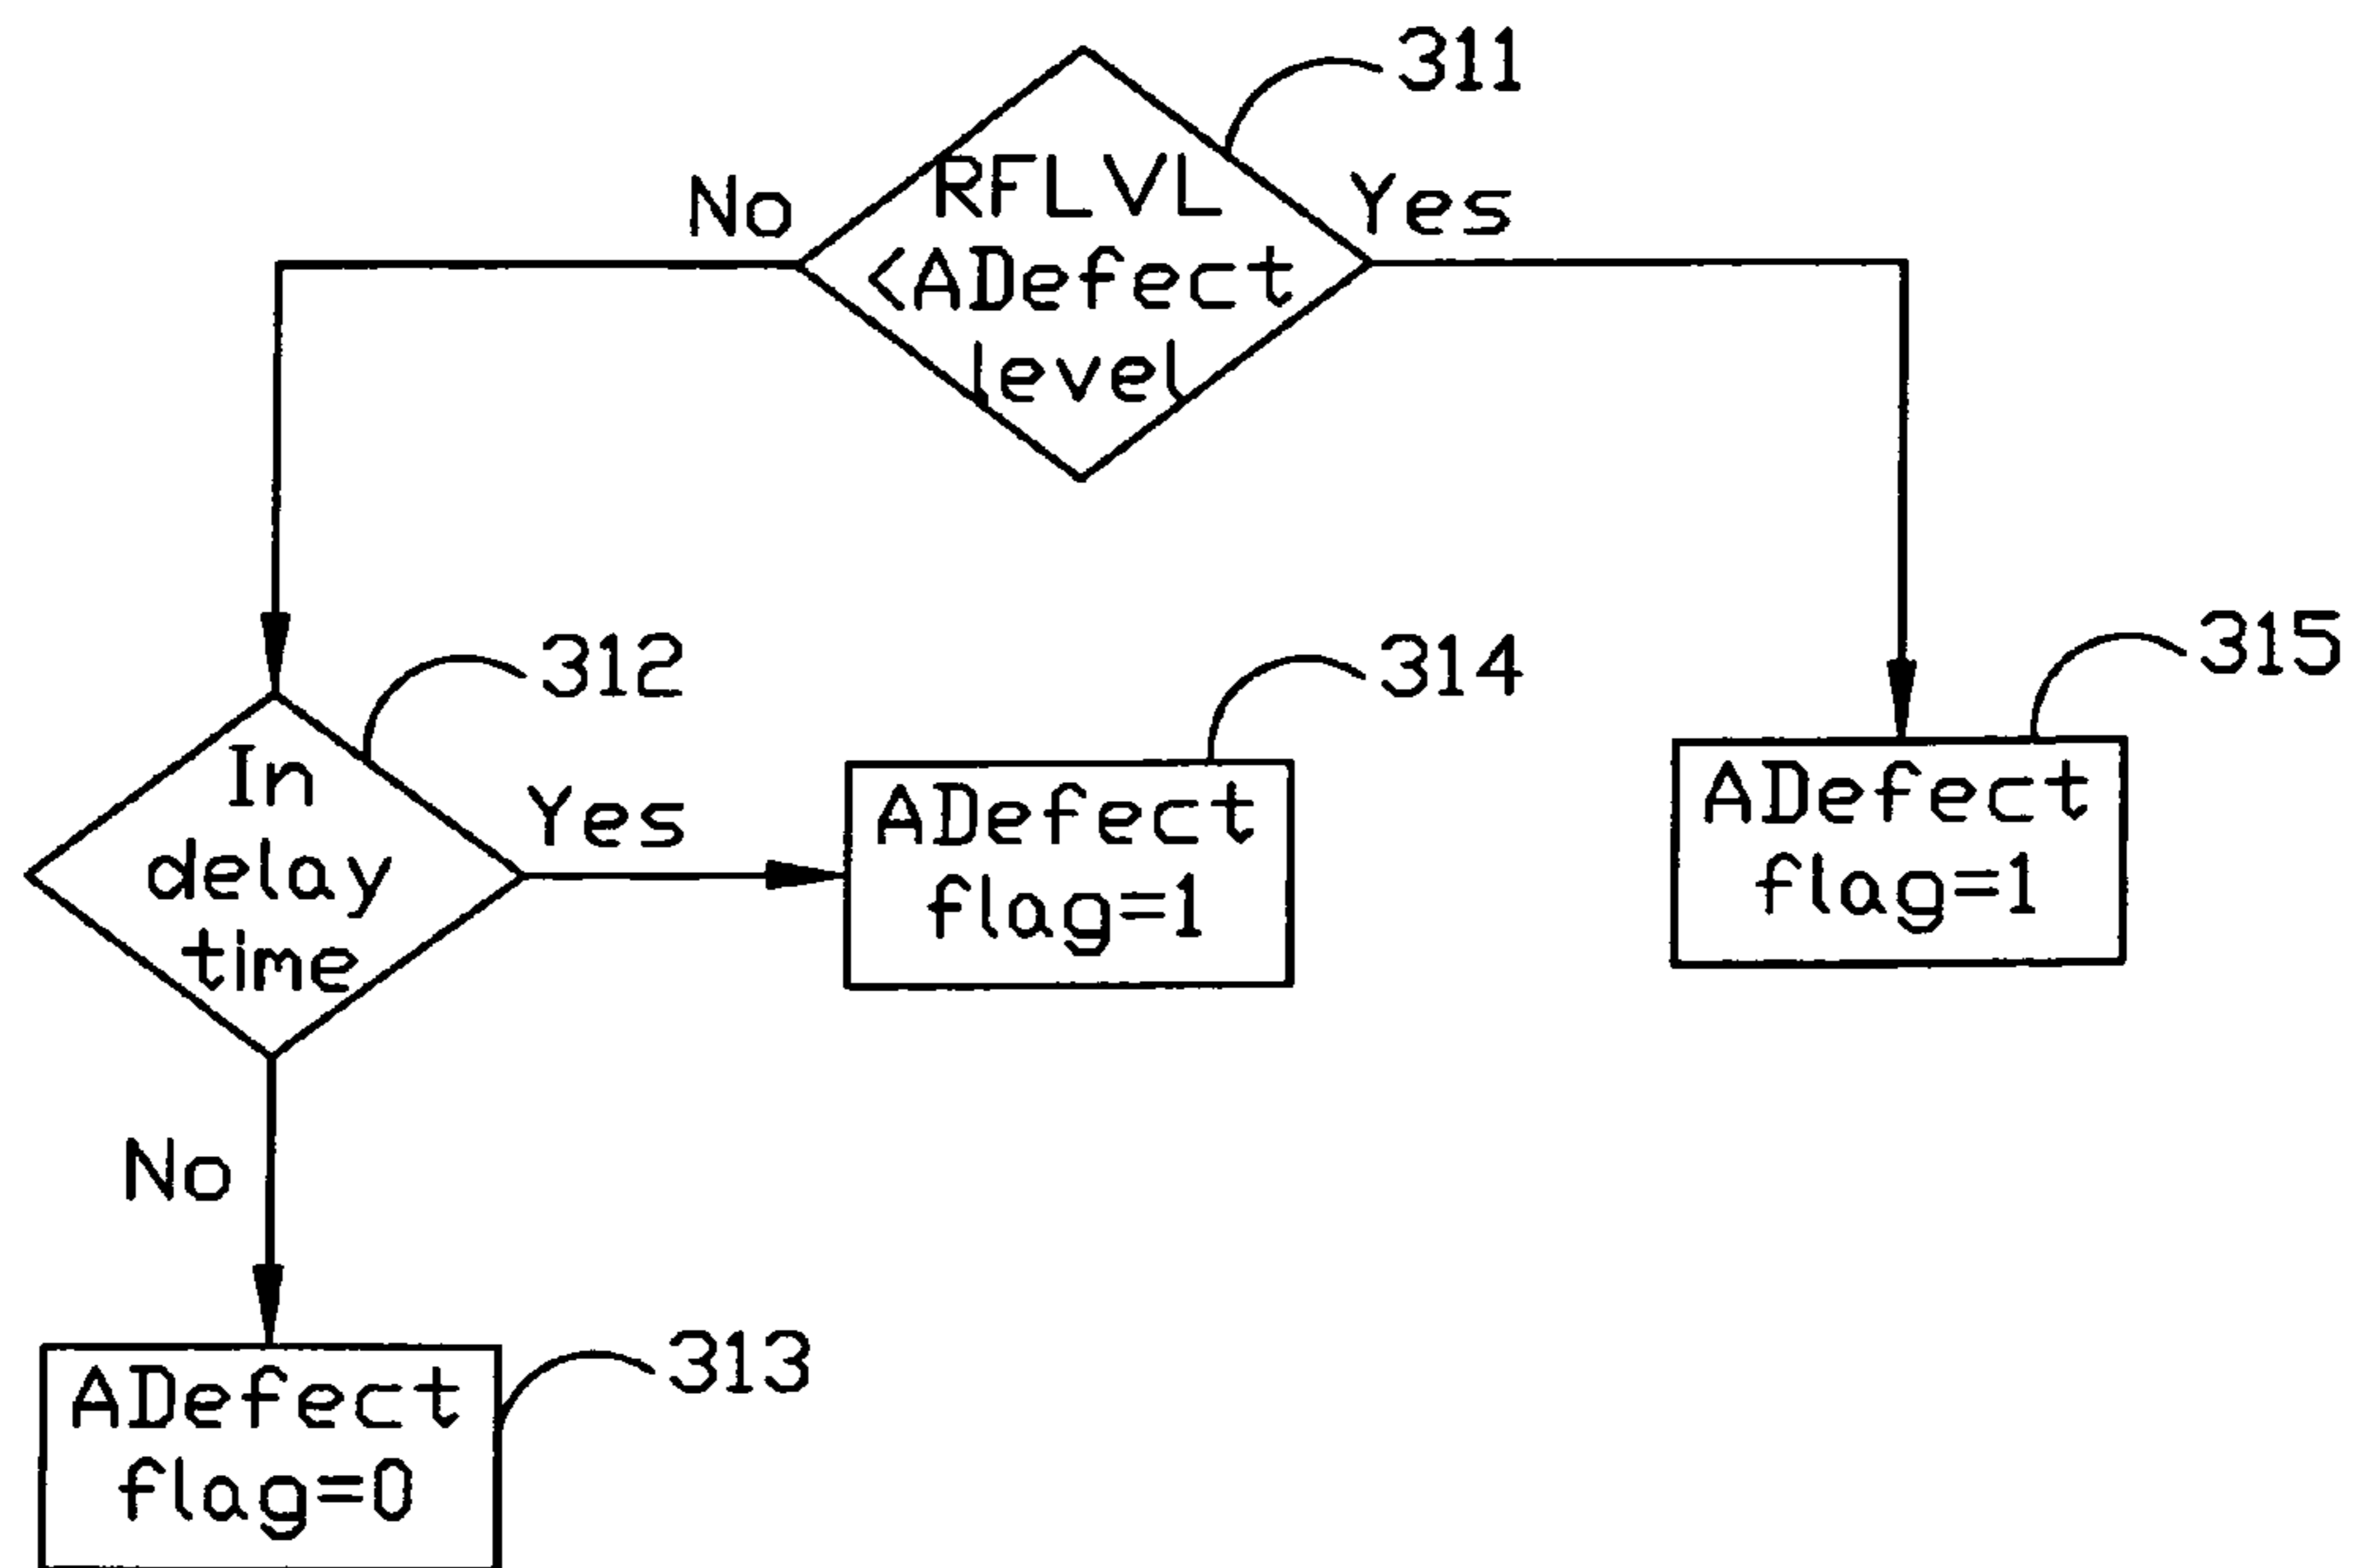 311
No
RFLVL
<ADefect
level
Yes
312
In
delay
time
Yes
314
ADefect
flag=1
315
ADefect
flag=1
No
313
ADefect
flag=0